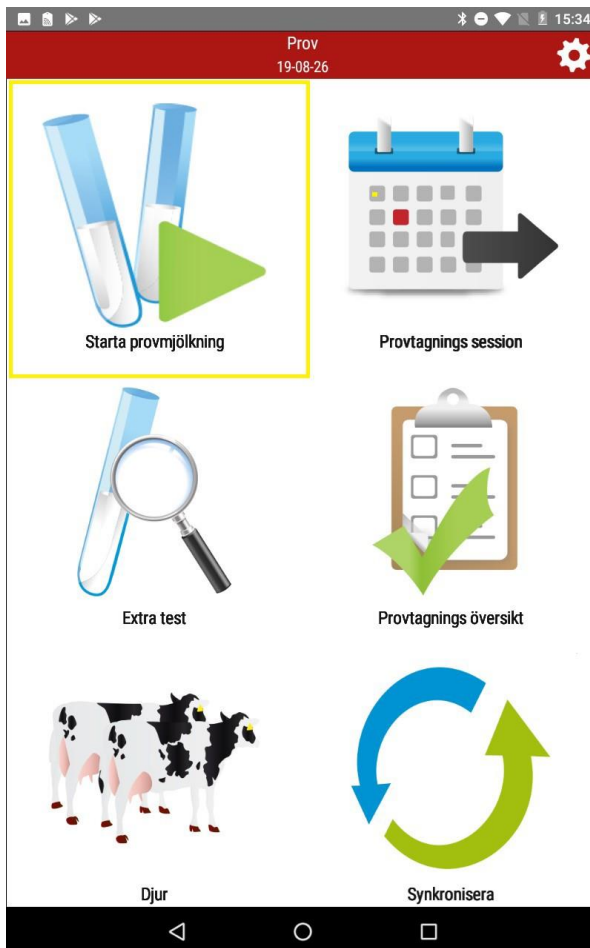 15:34
Prov
19-08-26
Starta provmjölkning
Provtagnings session
Extra test
Provtagnings översikt
Djur
Synkronisera